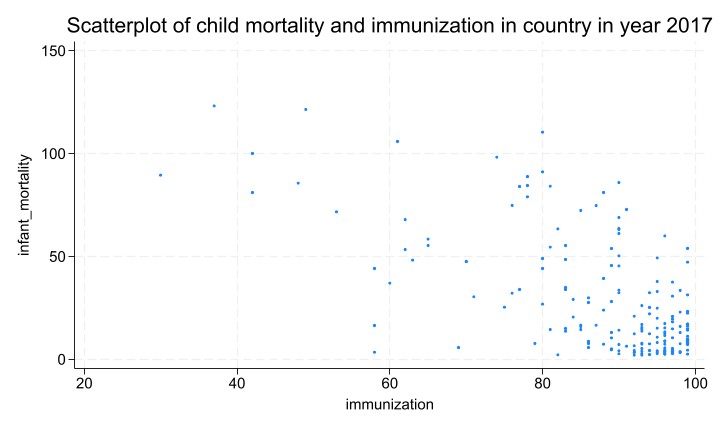 Scatterplot of child mortality and immunization in country in year 2017
150
100
50
0
infant_mortality
20 40 60 80 100
immunization